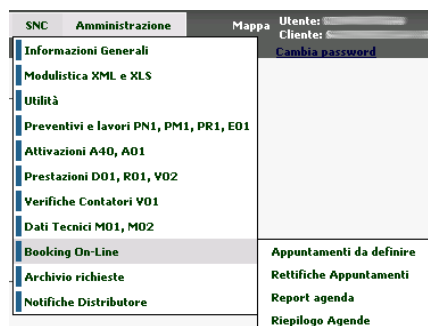 SNC Amministrazione Mappa Utente:
Cliente:
Cambia password
Informazioni Generali
Modulistica XML e XLS
Utilità
Preventivi e lavori PN1, PM1, PR1, E01
Attivazioni A40, A01
Prestazioni D01, R01, V02
Verifiche Contatori V01
Dati Tecnici M01, M02
Booking On-Line
Appuntamenti da definire
Archivio richieste
Rettifiche Appuntamenti
Notifiche Distributore
Report agenda
Riepilogo Agende